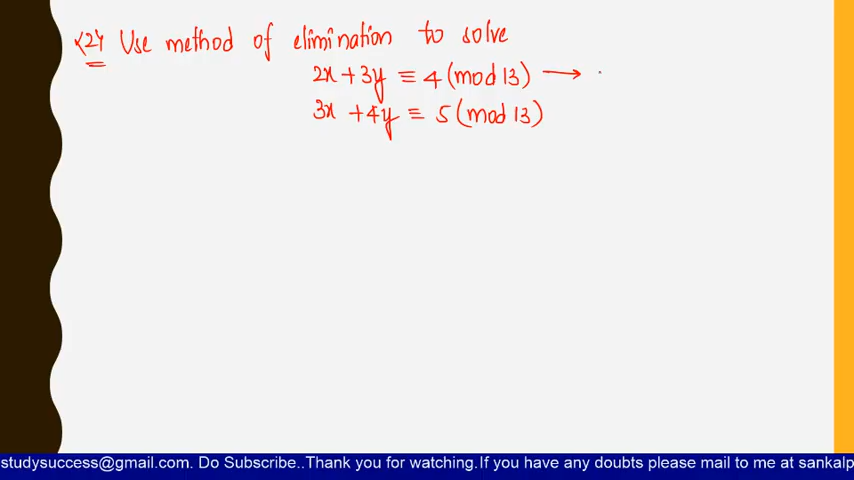 <2> Use method of elimination to solve
2x + 3y ≡ 4 (mod 13) →
3x + 4y ≡ 5 (mod 13)
studysuccess@gmail.com. Do Subscribe..Thank you for watching.If you have any doubts please mail to me at sankalp